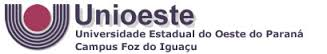 Unioeste
Universidade Estadual do Oeste do Paraná
Campus Foz do Iguaçu